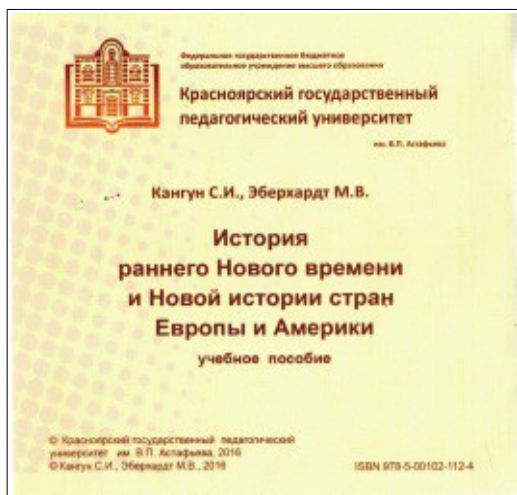 Федеральное государственное бюджетное
образовательное учреждение высшего образования
Красноярский государственный
педагогический университет
им. В.П. Астафьева
Кангун С.И., Эберхардт М.В.
История
раннего Нового времени
и Новой истории стран
Европы и Америки
учебное пособие
© Красноярский государственный педагогический
университет им. В.П. Астафьева, 2016
© Кангун С.И., Эберхардт М.В., 2016
ISBN 978-5-00102-112-4